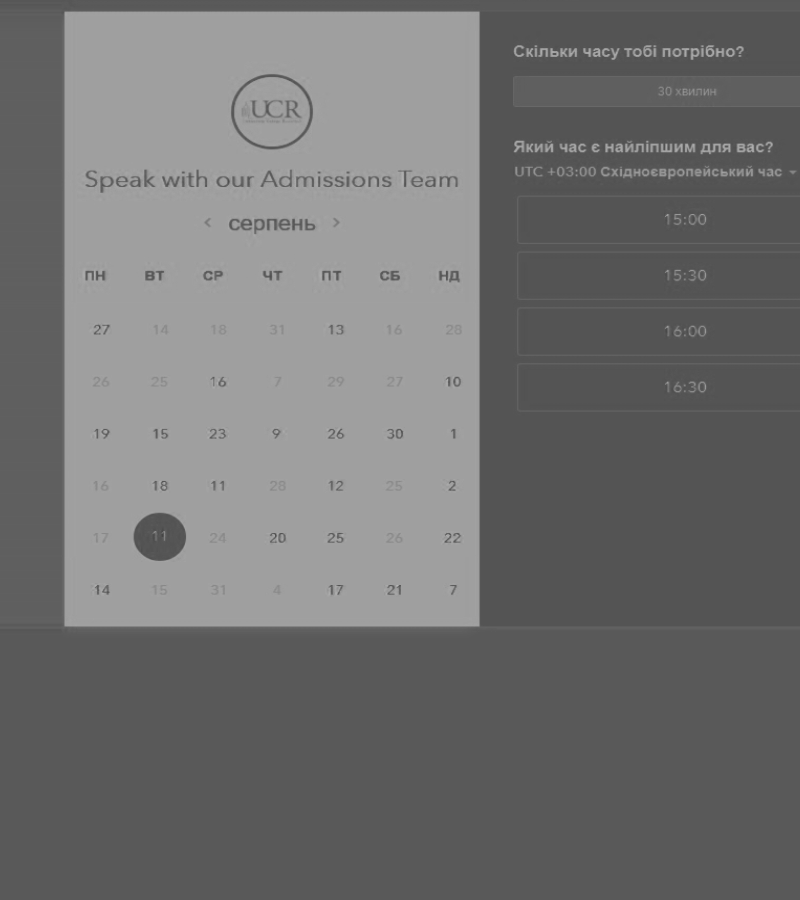 UCR
Speak with our Admissions Team
< серпень >
ПН ВТ СР ЧТ ПТ СБ НД
27 14 18 31 13 16 28
26 25 16 7 29 27 10
19 15 23 9 26 30 1
16 18 11 28 12 25 2
17 11 24 20 25 26 22
14 15 31 4 17 21 7
Скільки часу тобі потрібно?
30 хвилин
Який час є найліпшим для вас?
UTC +03:00 Східноєвропейський час
15:00
15:30
16:00
16:30